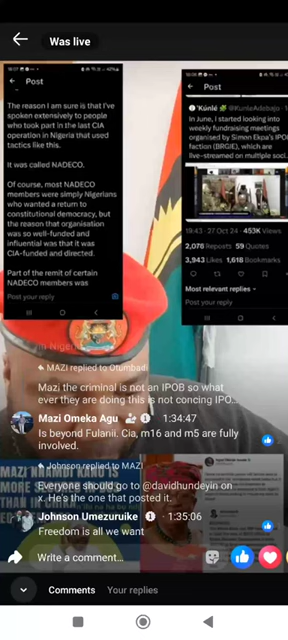 Was live
Post
The reason I am sure is that I've
spoken extensively to people
who took part in the last CIA
operation in Nigeria that used
tactics like this.
It was called NADECO.
Of course, most NADECO
members were simply Nigerians
who wanted a return to
constitutional democracy, but
the reason that organisation
was so well-funded and
influential was that it was
CIA-funded and directed.
Part of the remit of certain
NADECO members was
Post your reply
Post
'Kúnlé @KunleAdebajo
In June, I started looking into
weekly fundraising meetings
organised by Simon Ekpa's IPOB
faction (BRGIE), which are
live-streamed on multiple soci..
19:43 · 27 Oct 24 · 453K Views
2,076 Reposts 59 Quotes
3,943 Likes 1,618 Bookmarks
Most relevant replies
Post your reply
MAZI replied to Otumbadi
Mazi the criminal is not an IPOB so what
ever they are doing this is not concing IPO...
Mazi Omeka Agu 1:34:47
Is beyond Fulanii. Cia, m16 and m5 are fully
involved.
Johnson replied to MAZI
Everyone should go to @davidhundeyin on
x. He's the one that posted it.
Johnson Umezuruike 1:35:06
Freedom is all we want
MAZI NNAMDI KANU IS
MORE
Write a comment...
Comments
Your replies